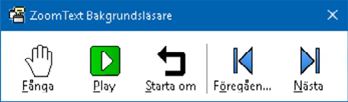 ZoomText Bakgrundsläsare
Fånga Play Starta om Föregåen... Nästa